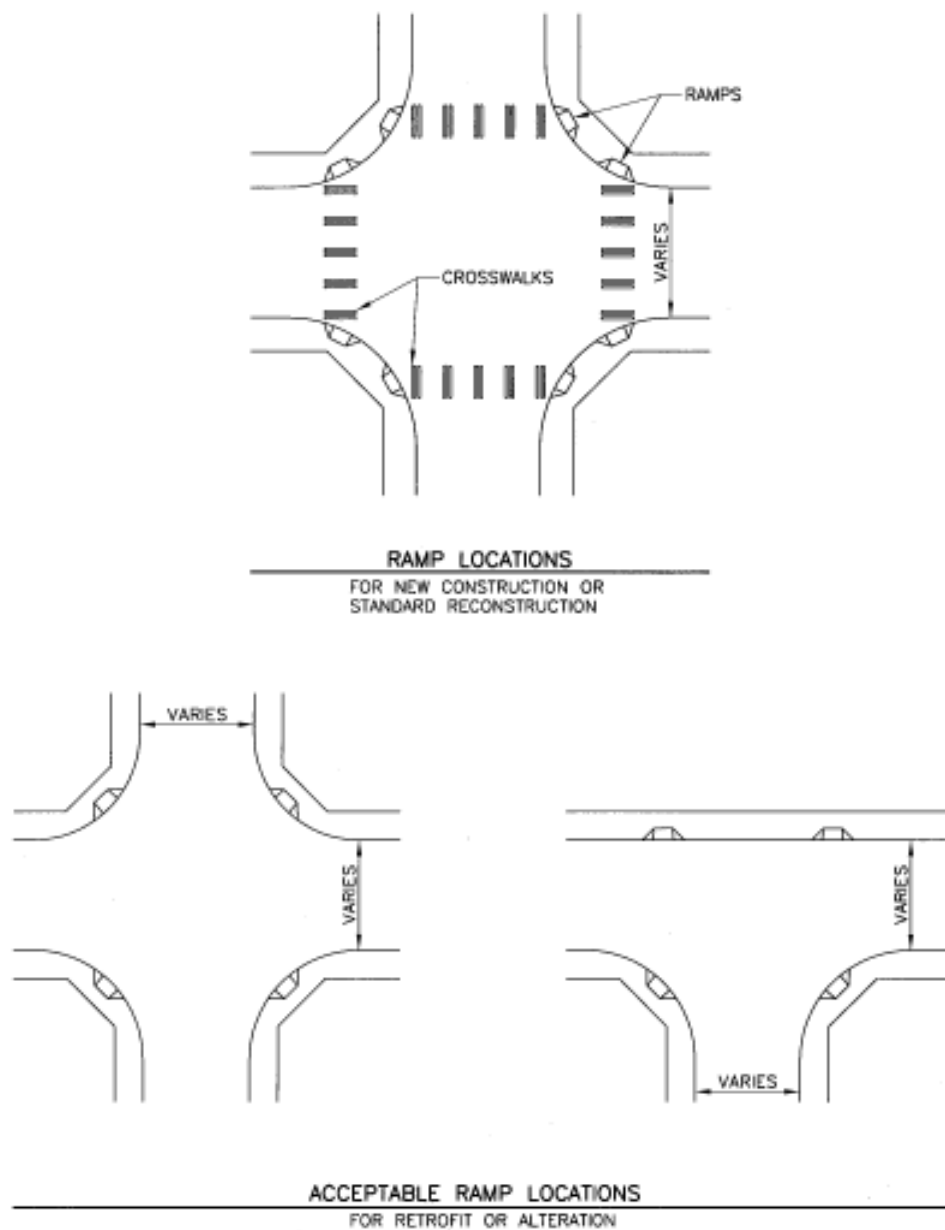 RAMPS
VARIES
CROSSWALKS
RAMP LOCATIONS
FOR NEW CONSTRUCTION OR
STANDARD RECONSTRUCTION
VARIES
VARIES
VARIES
VARIES
ACCEPTABLE RAMP LOCATIONS
FOR RETROFIT OR ALTERATION